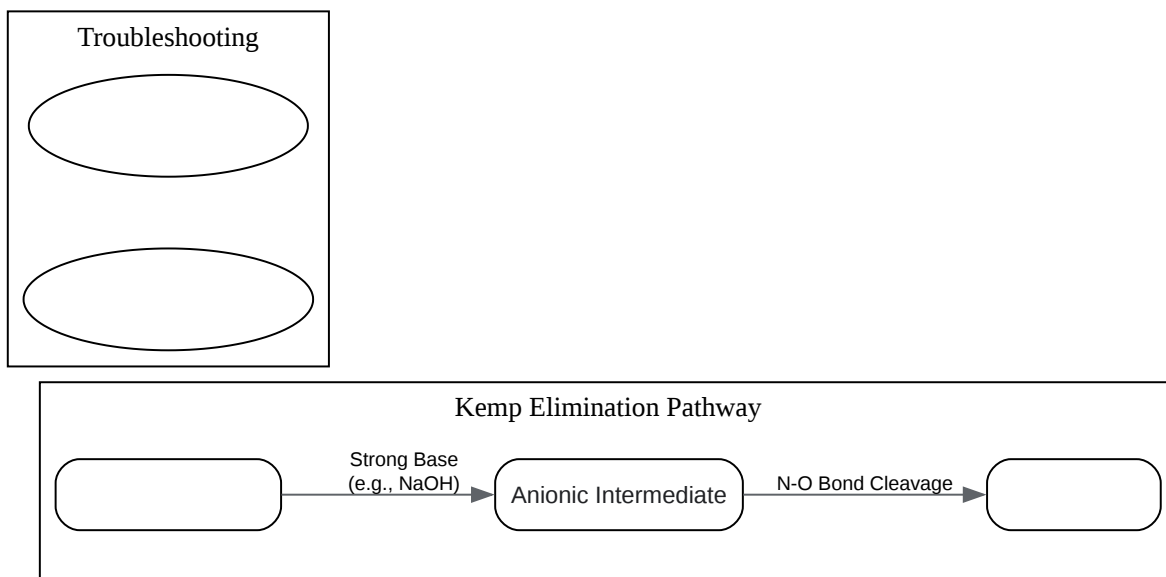 Troubleshooting
Kemp Elimination Pathway
Strong Base
(e.g., NaOH)
Anionic Intermediate
N-O Bond Cleavage